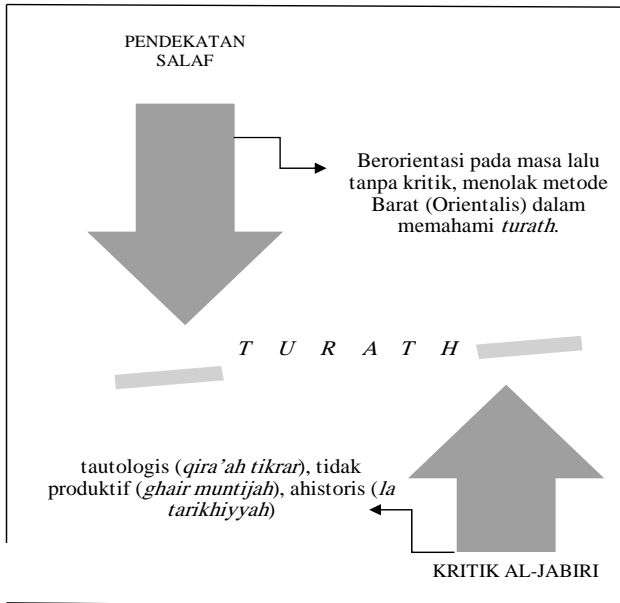 PENDEKATAN
SALAF
Berorientasi pada masa lalu
tanpa kritik, menolak metode
Barat (Orientalis) dalam
memahami turath.
T U R A T H
tautologis (qira’ah tikrar), tidak
produktif (ghair muntijah), ahistoris (la
tarikhiyyah)
KRITIK AL-JABIRI